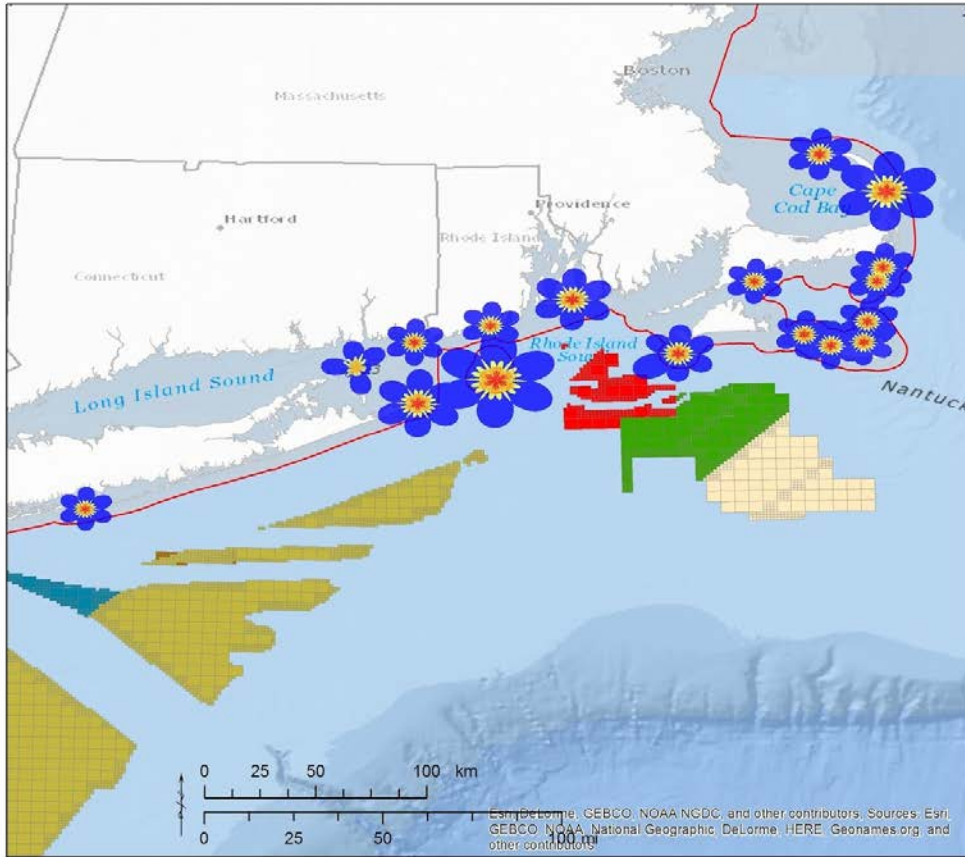 Boston
Massachusetts
Cape
Cod Bay
Providence
Hartford
Rhode Island
Connecticut
Rhode Island
Long Island Sound
Nantuck
0 25 50 100 km
0 50 100 mi
Esri, DeLorme, GEBCO, NOAA NGDC, and other contributors, Sources: Esri,
GEBCO, NOAA, National Geographic, DeLorme, HERE, Geonames.org, and
other contributors